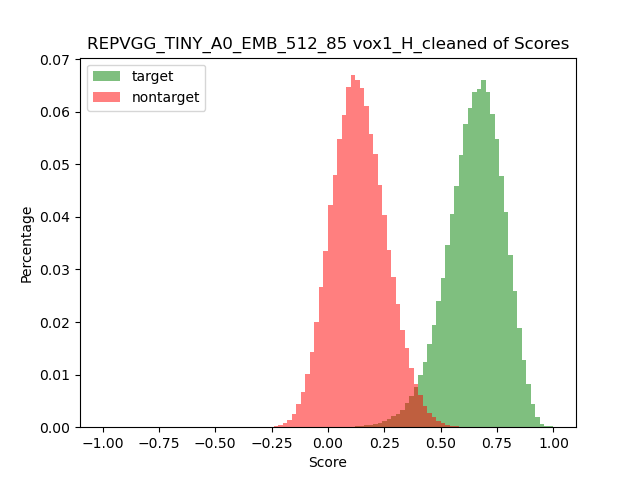 REPVGG_TINY_A0_EMB_512_85 vox1_H_cleaned of Scores
target
nontarget
Percentage
0.07
0.06
0.05
0.04
0.03
0.02
0.01
0.00
−1.00 −0.75 −0.50 −0.25 0.00 0.25 0.50 0.75 1.00
Score